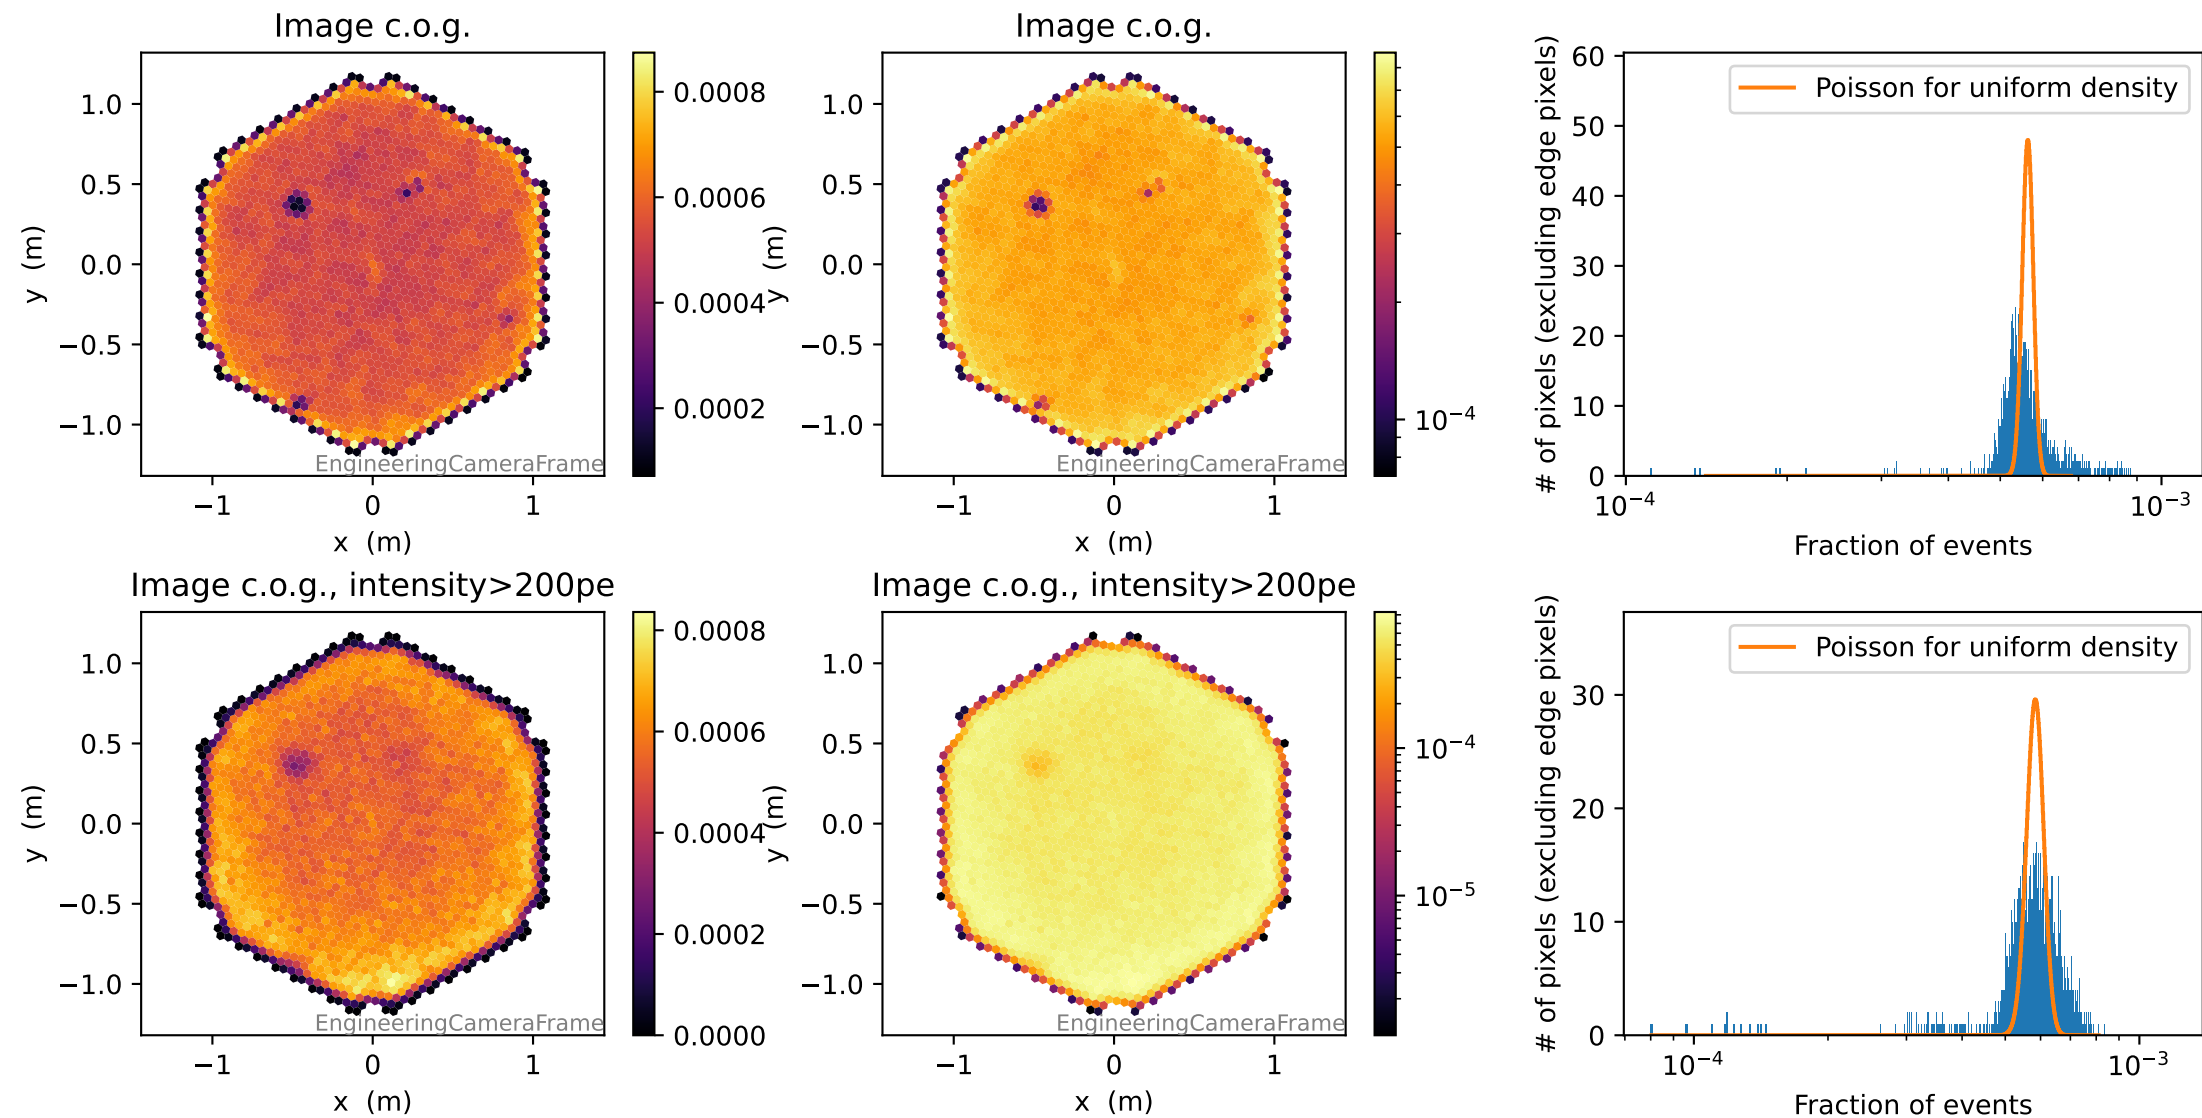 Image c.o.g.
1.0
0.5
0.0
−0.5
−1.0
y (m)
−1
0
1
x (m)
EngineeringCameraFrame
0.0008
0.0006
0.0004
0.0002
Image c.o.g.
1.0
0.5
0.0
−0.5
−1.0
y (m)
−1
0
1
x (m)
EngineeringCameraFrame
10⁻⁴
60
50
40
30
20
10
0
# of pixels (excluding edge pixels)
Poisson for uniform density
10⁻⁴
10⁻³
Fraction of events
Image c.o.g., intensity>200pe
1.0
0.5
0.0
−0.5
−1.0
y (m)
−1
0
1
x (m)
EngineeringCameraFrame
0.0008
0.0006
0.0004
0.0002
0.0000
Image c.o.g., intensity>200pe
1.0
0.5
0.0
−0.5
−1.0
y (m)
−1
0
1
x (m)
EngineeringCameraFrame
10⁻⁴
10⁻⁵
30
20
10
0
# of pixels (excluding edge pixels)
Poisson for uniform density
10⁻⁴
10⁻³
Fraction of events